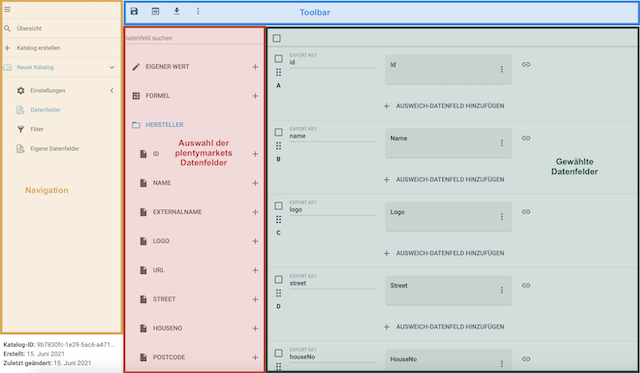 Toolbar
Übersicht
Katalog erstellen
Neuer Katalog
Einstellungen
Datenfelder
Filter
Eigene Datenfelder
Navigation
Katalog-ID: 9b7830fc-1e29-5ac6-a471...
Erstellt: 15. Juni 2021
Zuletzt geändert: 15. Juni 2021
Datenfeld suchen
EIGENER WERT
FORMEL
HERSTELLER
Auswahl der
plentymarkets
Datenfelder
ID
NAME
EXTERNALNAME
LOGO
URL
STREET
HOUSENO
POSTCODE
EXPORT KEY
id
Id
A
AUSWEICH-DATENFELD HINZUFÜGEN
EXPORT KEY
name
Name
B
AUSWEICH-DATENFELD HINZUFÜGEN
Gewählte
Datenfelder
EXPORT KEY
logo
Logo
C
AUSWEICH-DATENFELD HINZUFÜGEN
EXPORT KEY
street
Street
D
AUSWEICH-DATENFELD HINZUFÜGEN
EXPORT KEY
houseNo
HouseNo